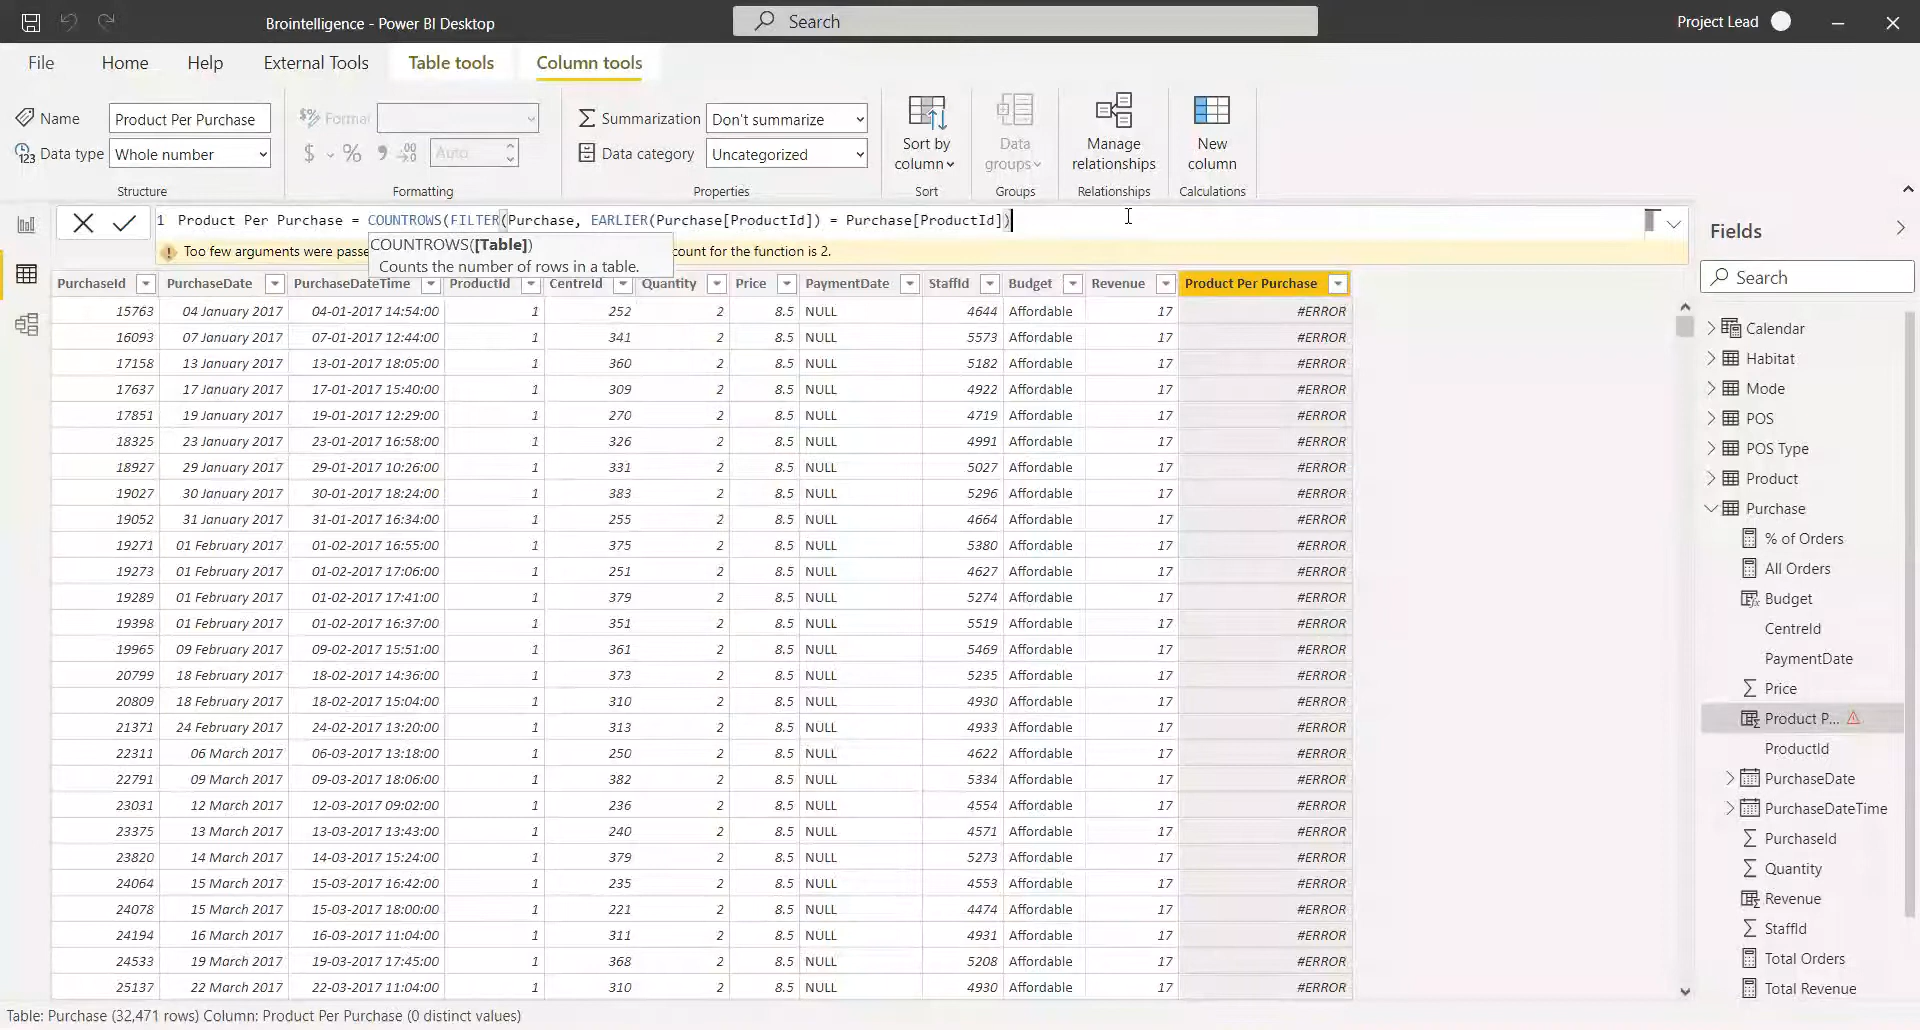 Brointelligence - Power BI Desktop
Search
Project Lead
File Home Help External Tools Table tools Column tools
Name Product Per Purchase
Data type Whole number
Structure
Format
$ % 9 .00 Auto
Formatting
Summarization Don't summarize
Data category Uncategorized
Properties
Sort by column
Sort
Data groups
Groups
Manage relationships
Relationships
New column
Calculations
1 Product Per Purchase = COUNTROWS(FILTER(Purchase, EARLIER(Purchase[ProductId]) = Purchase[ProductId])
COUNTROWS([Table])
Counts the number of rows in a table.
Too few arguments were passe
count for the function is 2.
PurchaseId PurchaseDate PurchaseDateTime ProductId CentreId Quantity Price PaymentDate StaffId Budget Revenue Product Per Purchase
15763 04 January 2017 04-01-2017 14:54:00 1 252 2 8.5 NULL 4644 Affordable 17 #ERROR
16093 07 January 2017 07-01-2017 12:44:00 1 341 2 8.5 NULL 5573 Affordable 17 #ERROR
17158 13 January 2017 13-01-2017 18:05:00 1 360 2 8.5 NULL 5182 Affordable 17 #ERROR
17637 17 January 2017 17-01-2017 15:40:00 1 309 2 8.5 NULL 4922 Affordable 17 #ERROR
17851 19 January 2017 19-01-2017 12:29:00 1 270 2 8.5 NULL 4719 Affordable 17 #ERROR
18325 23 January 2017 23-01-2017 16:58:00 1 326 2 8.5 NULL 4991 Affordable 17 #ERROR
18927 29 January 2017 29-01-2017 10:26:00 1 331 2 8.5 NULL 5027 Affordable 17 #ERROR
19027 30 January 2017 30-01-2017 18:24:00 1 383 2 8.5 NULL 5296 Affordable 17 #ERROR
19052 31 January 2017 31-01-2017 16:34:00 1 255 2 8.5 NULL 4664 Affordable 17 #ERROR
19271 01 February 2017 01-02-2017 16:55:00 1 375 2 8.5 NULL 5380 Affordable 17 #ERROR
19273 01 February 2017 01-02-2017 17:06:00 1 251 2 8.5 NULL 4627 Affordable 17 #ERROR
19289 01 February 2017 01-02-2017 17:41:00 1 379 2 8.5 NULL 5274 Affordable 17 #ERROR
19398 01 February 2017 01-02-2017 16:37:00 1 351 2 8.5 NULL 5519 Affordable 17 #ERROR
19965 09 February 2017 09-02-2017 15:51:00 1 361 2 8.5 NULL 5469 Affordable 17 #ERROR
20799 18 February 2017 18-02-2017 14:36:00 1 373 2 8.5 NULL 5235 Affordable 17 #ERROR
20809 18 February 2017 18-02-2017 15:04:00 1 310 2 8.5 NULL 4930 Affordable 17 #ERROR
21371 24 February 2017 24-02-2017 13:20:00 1 313 2 8.5 NULL 4933 Affordable 17 #ERROR
22311 06 March 2017 06-03-2017 13:18:00 1 250 2 8.5 NULL 4622 Affordable 17 #ERROR
22791 09 March 2017 09-03-2017 18:06:00 1 382 2 8.5 NULL 5334 Affordable 17 #ERROR
23031 12 March 2017 12-03-2017 09:02:00 1 236 2 8.5 NULL 4554 Affordable 17 #ERROR
23375 13 March 2017 13-03-2017 13:43:00 1 240 2 8.5 NULL 4571 Affordable 17 #ERROR
23820 14 March 2017 14-03-2017 15:24:00 1 379 2 8.5 NULL 5273 Affordable 17 #ERROR
24064 15 March 2017 15-03-2017 16:42:00 1 235 2 8.5 NULL 4553 Affordable 17 #ERROR
24078 15 March 2017 15-03-2017 18:00:00 1 221 2 8.5 NULL 4474 Affordable 17 #ERROR
24194 16 March 2017 16-03-2017 11:04:00 1 311 2 8.5 NULL 4931 Affordable 17 #ERROR
24533 19 March 2017 19-03-2017 17:45:00 1 368 2 8.5 NULL 5208 Affordable 17 #ERROR
25137 22 March 2017 22-03-2017 11:04:00 1 310 2 8.5 NULL 4930 Affordable 17 #ERROR
Fields
Search
Calendar
Habitat
Mode
POS
POS Type
Product
Purchase
% of Orders
All Orders
Budget
CentreId
PaymentDate
Price
Product P...
ProductId
PurchaseDate
PurchaseDateTime
PurchaseId
Quantity
Revenue
StaffId
Total Orders
Total Revenue
Table: Purchase (32,471 rows) Column: Product Per Purchase (0 distinct values)